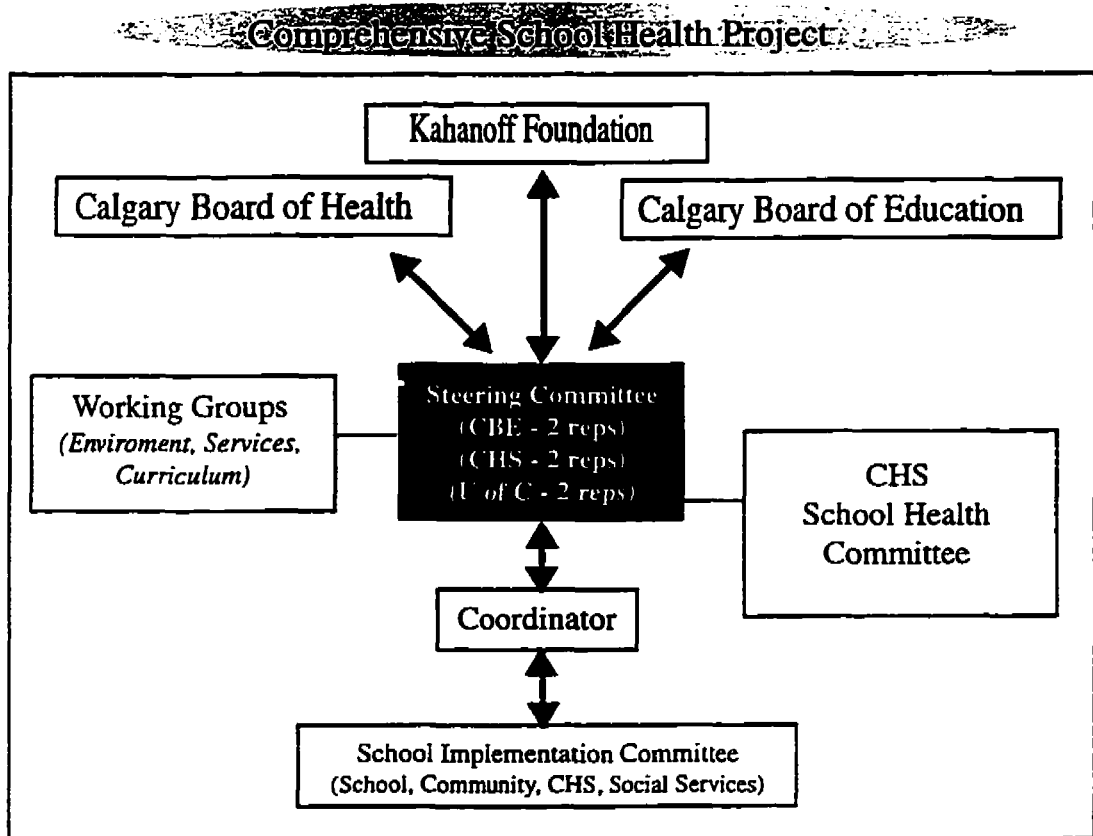 Comprehensive School Health Project
Kahanoff Foundation
Calgary Board of Health
Calgary Board of Education
Working Groups
(Enviroment, Services,
Curriculum)
Steering Committee
(CBE - 2 reps)
(CHS - 2 reps)
(U of C - 2 reps)
CHS
School Health
Committee
Coordinator
School Implementation Committee
(School, Community, CHS, Social Services)